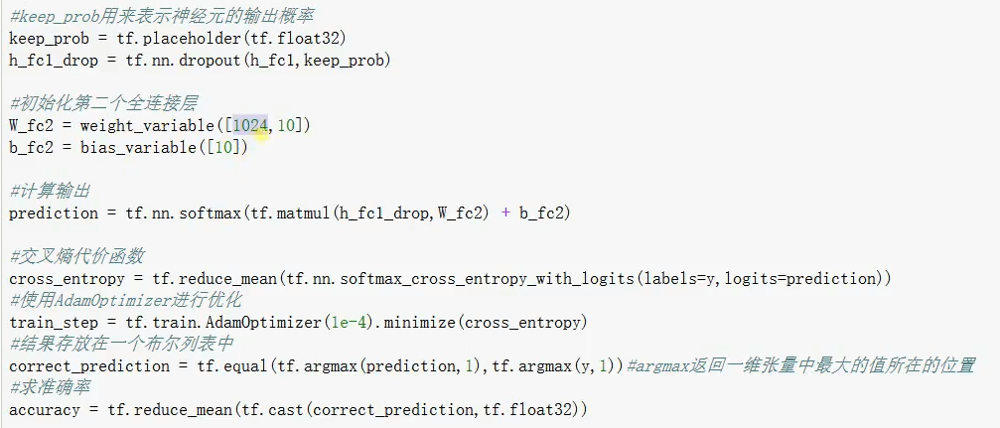 #keep_prob用来表示神经元的输出概率
keep_prob = tf.placeholder(tf.float32)
h_fc1_drop = tf.nn.dropout(h_fc1,keep_prob)
#初始化第二个全连接层
W_fc2 = weight_variable([1024,10])
b_fc2 = bias_variable([10])
#计算输出
prediction = tf.nn.softmax(tf.matmul(h_fc1_drop,W_fc2) + b_fc2)
#交叉熵代价函数
cross_entropy = tf.reduce_mean(tf.nn.softmax_cross_entropy_with_logits(labels=y,logits=prediction))
#使用AdamOptimizer进行优化
train_step = tf.train.AdamOptimizer(1e-4).minimize(cross_entropy)
#结果存放在一个布尔列表中
correct_prediction = tf.equal(tf.argmax(prediction,1),tf.argmax(y,1))#argmax返回一维张量中最大的值所在的位置
#求准确率
accuracy = tf.reduce_mean(tf.cast(correct_prediction,tf.float32))